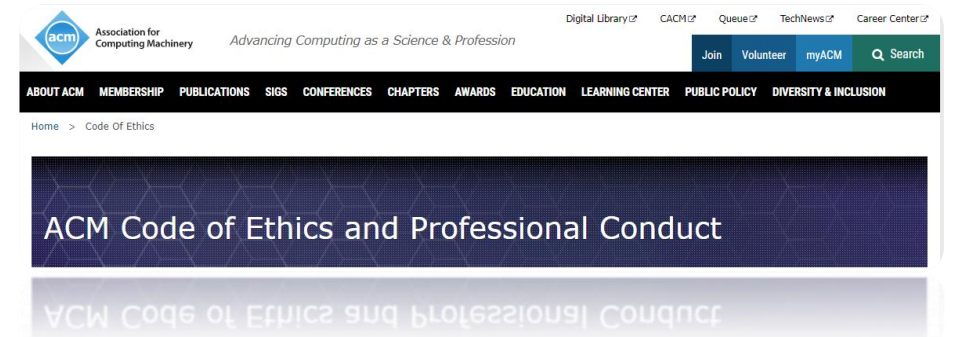 Digital Library CACM Queue TechNews Career Center
acm Association for
Computing Machinery
Advancing Computing as a Science & Profession
Join Volunteer myACM Search
ABOUT ACM MEMBERSHIP PUBLICATIONS SIGS CONFERENCES CHAPTERS AWARDS EDUCATION LEARNING CENTER PUBLIC POLICY DIVERSITY & INCLUSION
Home > Code Of Ethics
ACM Code of Ethics and Professional Conduct